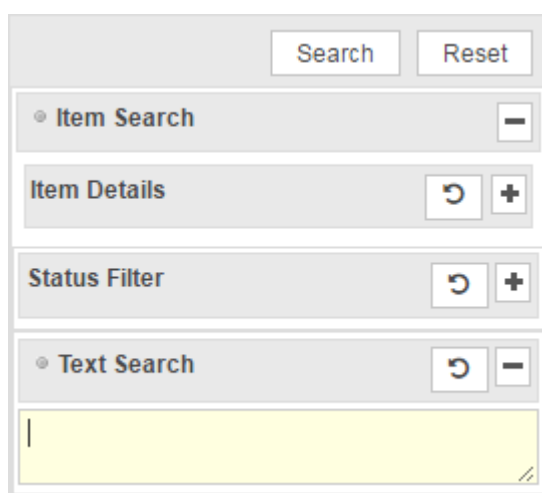 Search Reset
Item Search
Item Details
Status Filter
Text Search